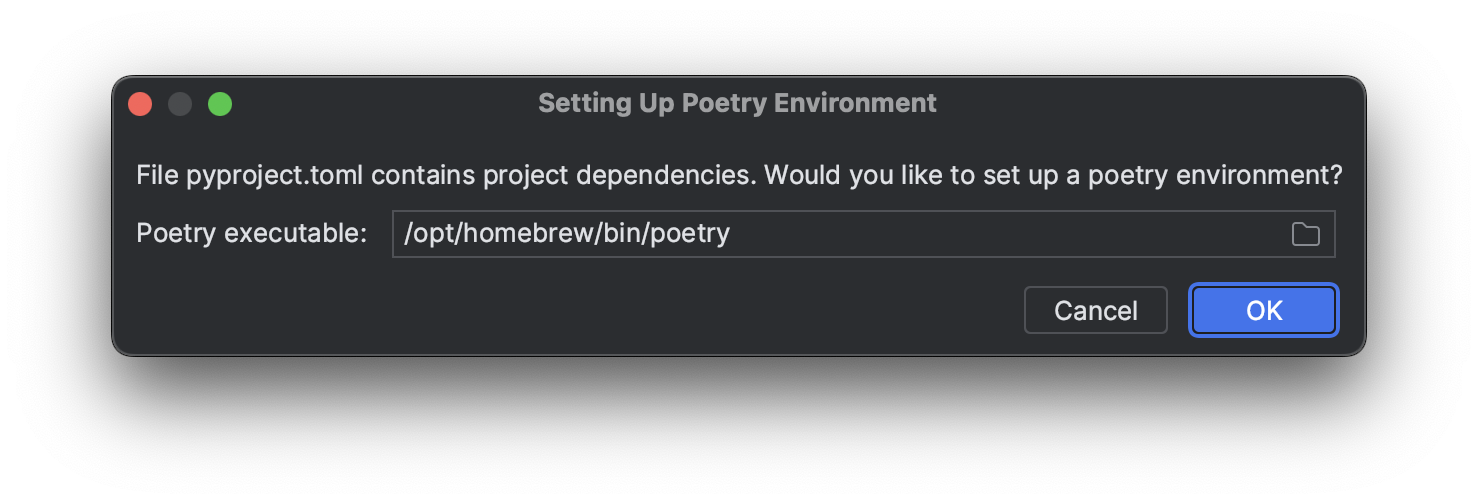 Setting Up Poetry Environment
File pyproject.toml contains project dependencies. Would you like to set up a poetry environment?
Poetry executable: /opt/homebrew/bin/poetry
Cancel OK